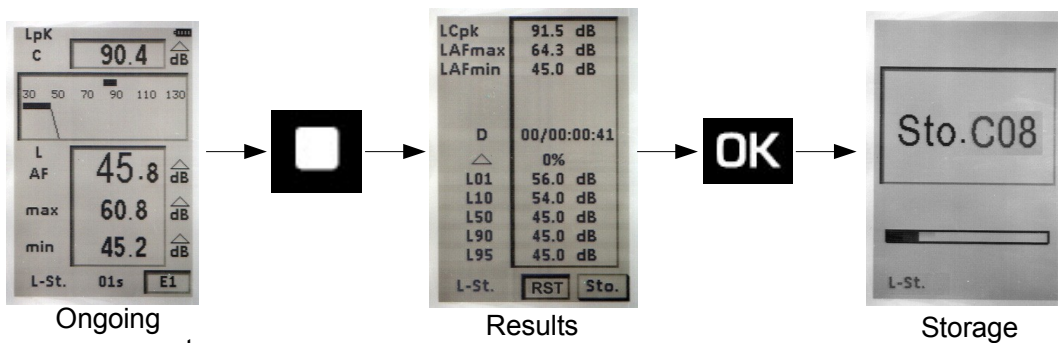 LpK
C 90.4 dB
30 50 70 90 110 130
L
AF 45.8 dB
max 60.8 dB
min 45.2 dB
L-St. 01s E1
Ongoing
LCpk 91.5 dB
LAFmax 64.3 dB
LAFmin 45.0 dB
D 00/00:00:41
△ 0%
L01 56.0 dB
L10 54.0 dB
L50 45.0 dB
L90 45.0 dB
L95 45.0 dB
L-St. RST Sto.
Results
OK
Sto.C08
L-St.
Storage